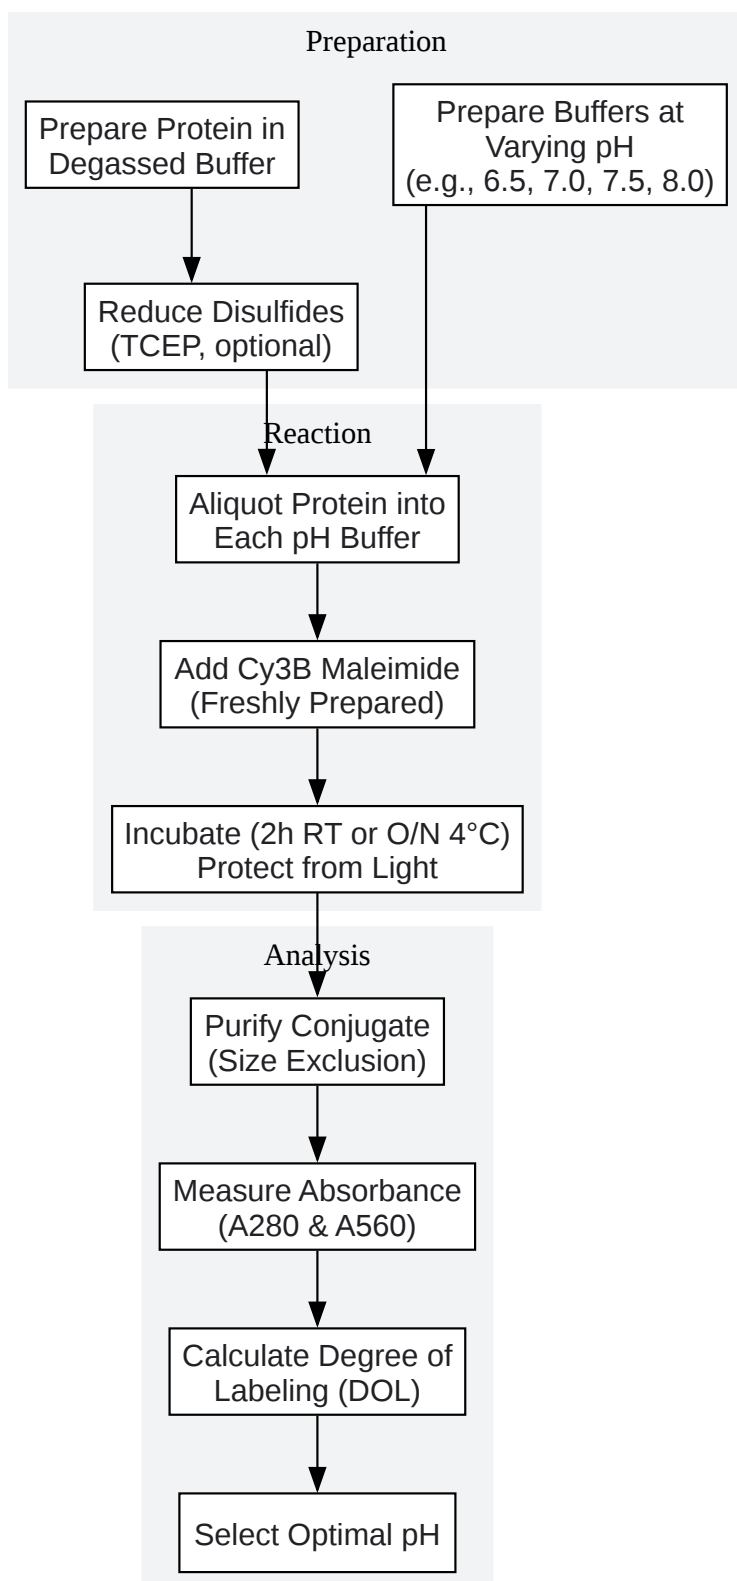 Preparation
Prepare Protein in
Degassed Buffer
Prepare Buffers at
Varying pH
(e.g., 6.5, 7.0, 7.5, 8.0)
Reduce Disulfides
(TCEP, optional)
Reaction
Aliquot Protein into
Each pH Buffer
Add Cy3B Maleimide
(Freshly Prepared)
Incubate (2h RT or O/N 4°C)
Protect from Light
Analysis
Purify Conjugate
(Size Exclusion)
Measure Absorbance
(A280 & A560)
Calculate Degree of
Labeling (DOL)
Select Optimal pH